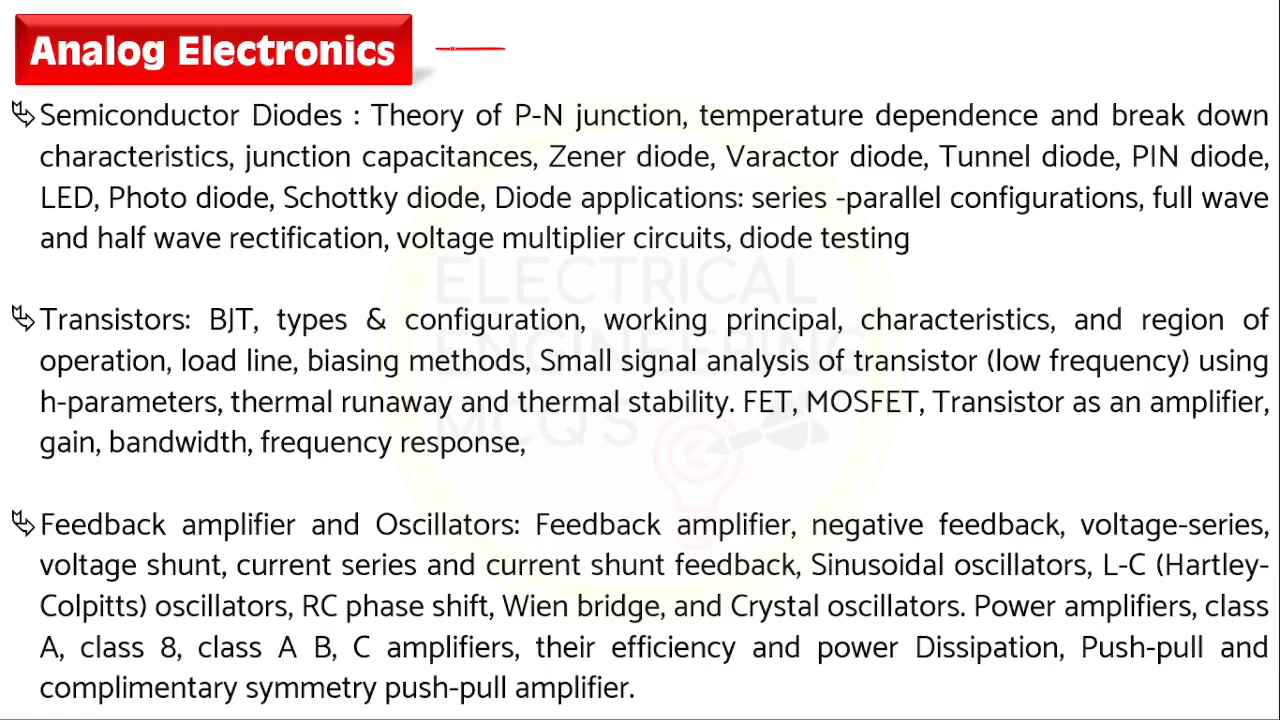 Analog Electronics
Semiconductor Diodes : Theory of P-N junction, temperature dependence and break down
characteristics, junction capacitances, Zener diode, Varactor diode, Tunnel diode, PIN diode,
LED, Photo diode, Schottky diode, Diode applications: series -parallel configurations, full wave
and half wave rectification, voltage multiplier circuits, diode testing
Transistors: BJT, types & configuration, working principal, characteristics, and region of
operation, load line, biasing methods, Small signal analysis of transistor (low frequency) using
h-parameters, thermal runaway and thermal stability. FET, MOSFET, Transistor as an amplifier,
gain, bandwidth, frequency response,
Feedback amplifier and Oscillators: Feedback amplifier, negative feedback, voltage-series,
voltage shunt, current series and current shunt feedback, Sinusoidal oscillators, L-C (Hartley-
Colpitts) oscillators, RC phase shift, Wien bridge, and Crystal oscillators. Power amplifiers, class
A, class 8, class A B, C amplifiers, their efficiency and power Dissipation, Push-pull and
complimentary symmetry push-pull amplifier.
ELECTRICAL
ENGINEERING
MCQ'S